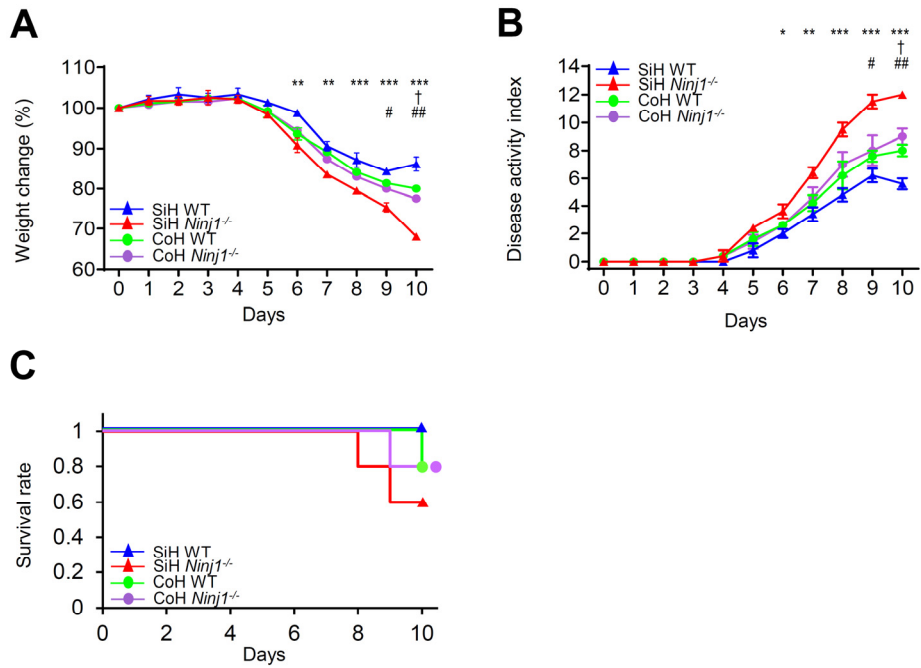 A
Weight change (%)
110
100
90
80
70
60
** ** *** *** ***
†
# ##
SiH WT
SiH Ninj1-/-
CoH WT
CoH Ninj1-/-
0 1 2 3 4 5 6 7 8 9 10
Days
B
Disease activity index
14
12
10
8
6
4
2
0
* ** *** *** ***
†
# ##
SiH WT
SiH Ninj1-/-
CoH WT
CoH Ninj1-/-
0 1 2 3 4 5 6 7 8 9 10
Days
C
Survival rate
1
0.8
0.6
0.4
0.2
0
SiH WT
SiH Ninj1-/-
CoH WT
CoH Ninj1-/-
0 2 4 6 8 10
Days